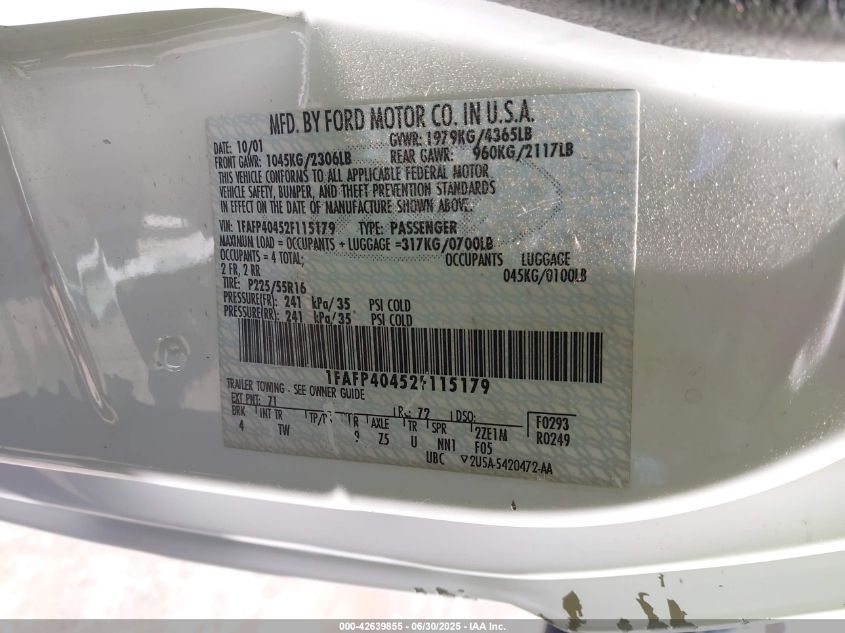 MFD. BY FORD MOTOR CO. IN U.S.A.
DATE: 10/01 GVWR: 1979KG/4365LB
FRONT GAWR: 1045KG/2306LB REAR GAWR: 960KG/2117LB
THIS VEHICLE CONFORMS TO ALL APPLICABLE FEDERAL MOTOR
VEHICLE SAFETY, BUMPER, AND THEFT PREVENTION STANDARDS
IN EFFECT ON THE DATE OF MANUFACTURE SHOWN ABOVE.
VIN: 1FAFP40452F115179 TYPE: PASSENGER
MAXIMUM LOAD = OCCUPANTS + LUGGAGE =317KG/0700LB
OCCUPANTS = 4 TOTAL; OCCUPANTS LUGGAGE
2 FR, 2 RR 045KG/0100LB
TIRE: P225/55R16
PRESSURE(FR): 241 kPa/35 PSI COLD
PRESSURE(RR): 241 kPa/35 PSI COLD
1FAFP40452F115179
TRAILER TOWING - SEE OWNER GUIDE
EXT PNT: 71 72 DSO: F0293
BRK INT TR TP/P R AXLE TR SPR 2ZE1M R0249
4 TW 9 Z5 U NN1 F05
UBC ▽2U5A-5420472-AA
000-42639855 - 06/30/2025 - IAA Inc.